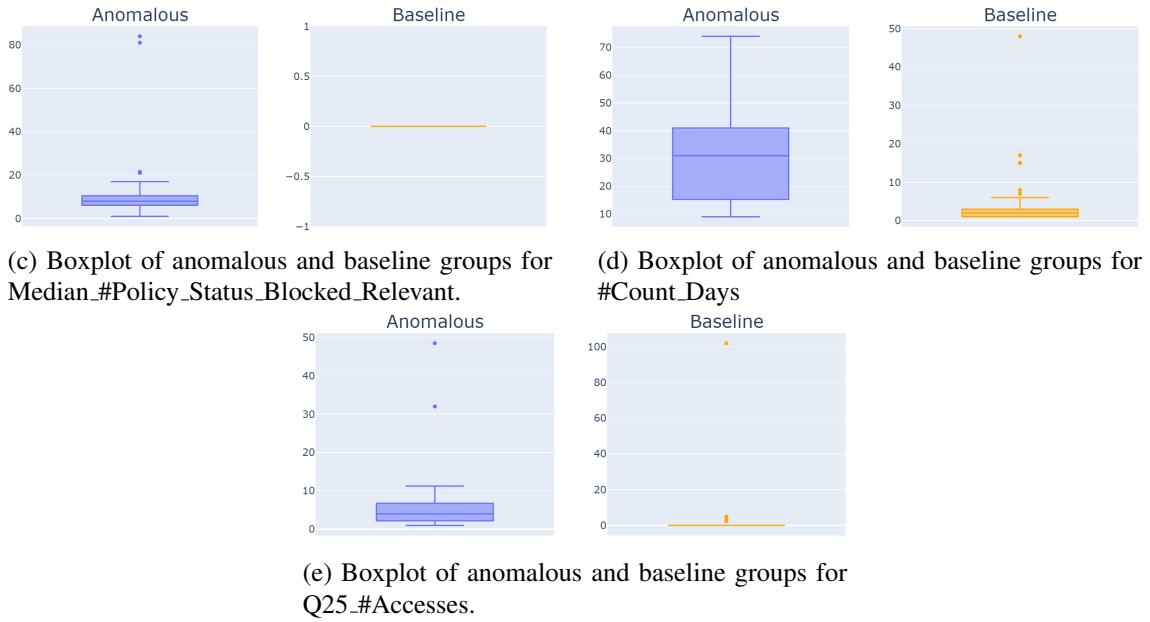 Anomalous
Baseline
Anomalous
Baseline
80
60
40
20
0
1
0.5
0
−0.5
−1
70
60
50
40
30
20
10
50
40
30
20
10
0
(c) Boxplot of anomalous and baseline groups for
Median_#Policy_Status_Blocked_Relevant.
(d) Boxplot of anomalous and baseline groups for
#Count_Days
Anomalous
Baseline
50
40
30
20
10
0
100
80
60
40
20
0
(e) Boxplot of anomalous and baseline groups for
Q25_#Accesses.